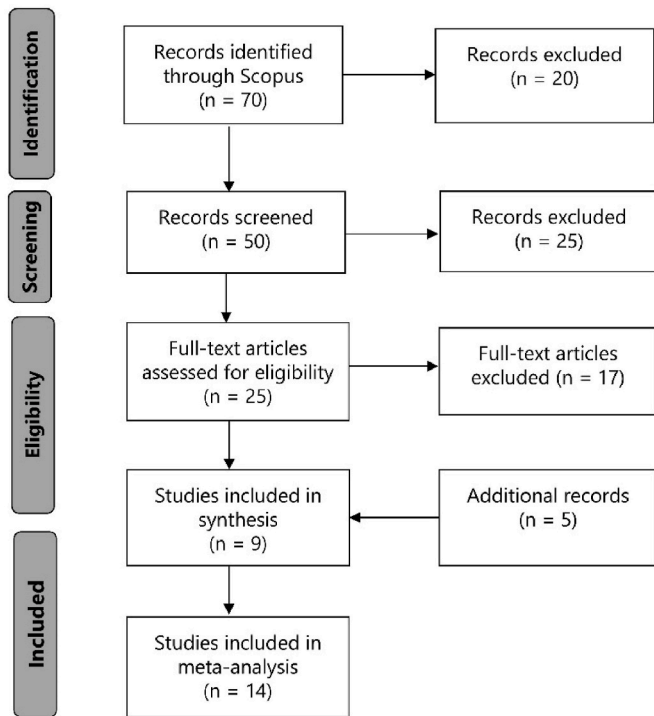 Identification
Records identified
through Scopus
(n = 70)
Records excluded
(n = 20)
Screening
Records screened
(n = 50)
Records excluded
(n = 25)
Eligibility
Full-text articles
assessed for eligibility
(n = 25)
Full-text articles
excluded (n = 17)
Studies included in
synthesis
(n = 9)
Additional records
(n = 5)
Included
Studies included in
meta-analysis
(n = 14)